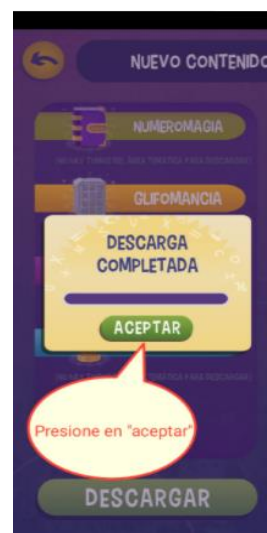 NUEVO CONTENIDO
NUMEROMAGIA
GLIFOMANCIA
DESCARGA
COMPLETADA
ACEPTAR
Presione en "aceptar"
DESCARGAR